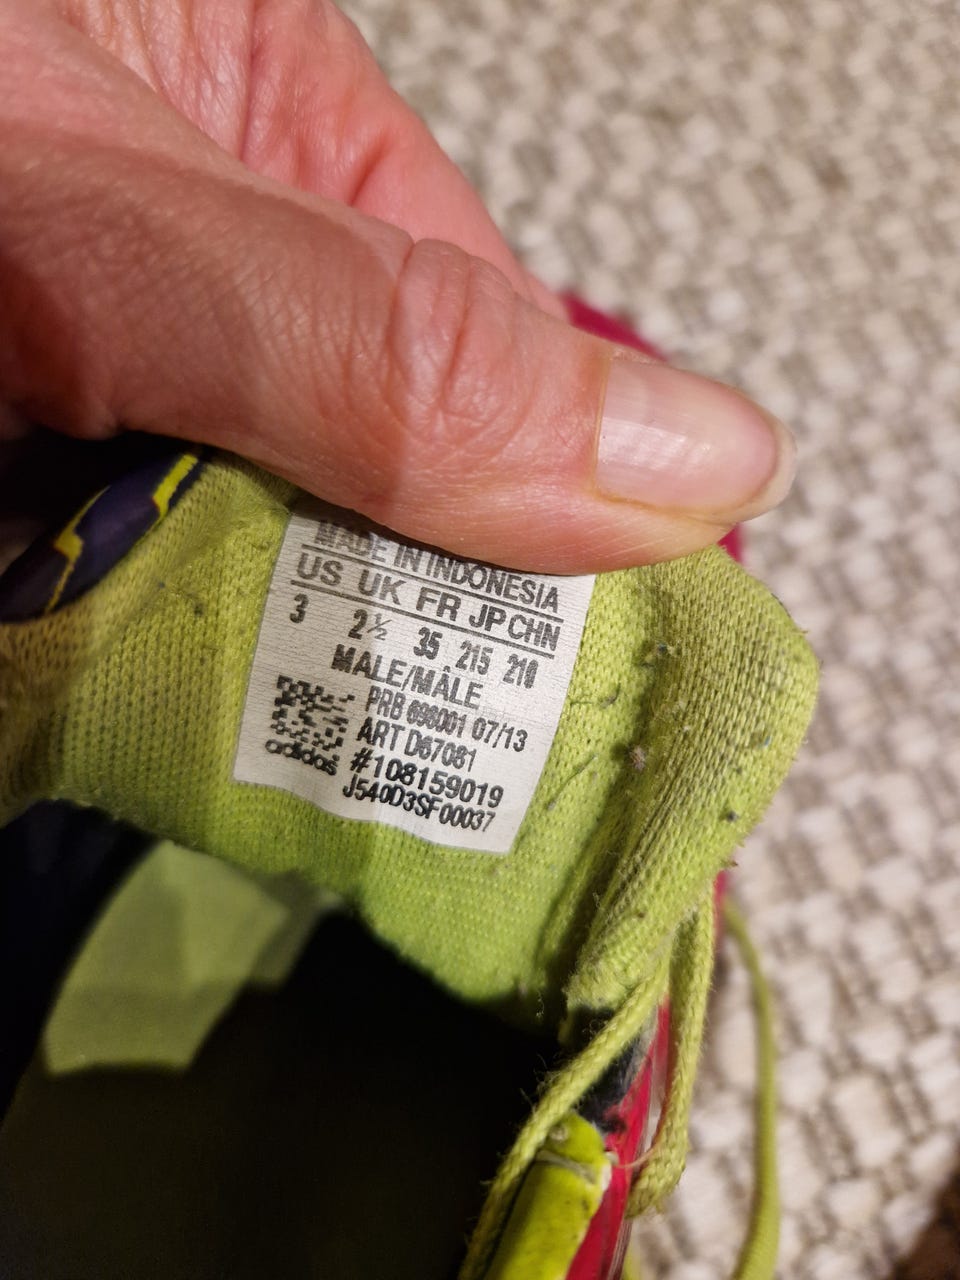 MADE IN INDONESIA
US UK FR JP CHN
3 2½ 35 215 210
MALE/MÂLE
PRB 698001 07/13
ART D67081
#108159019
adidas
J540D3SF00037